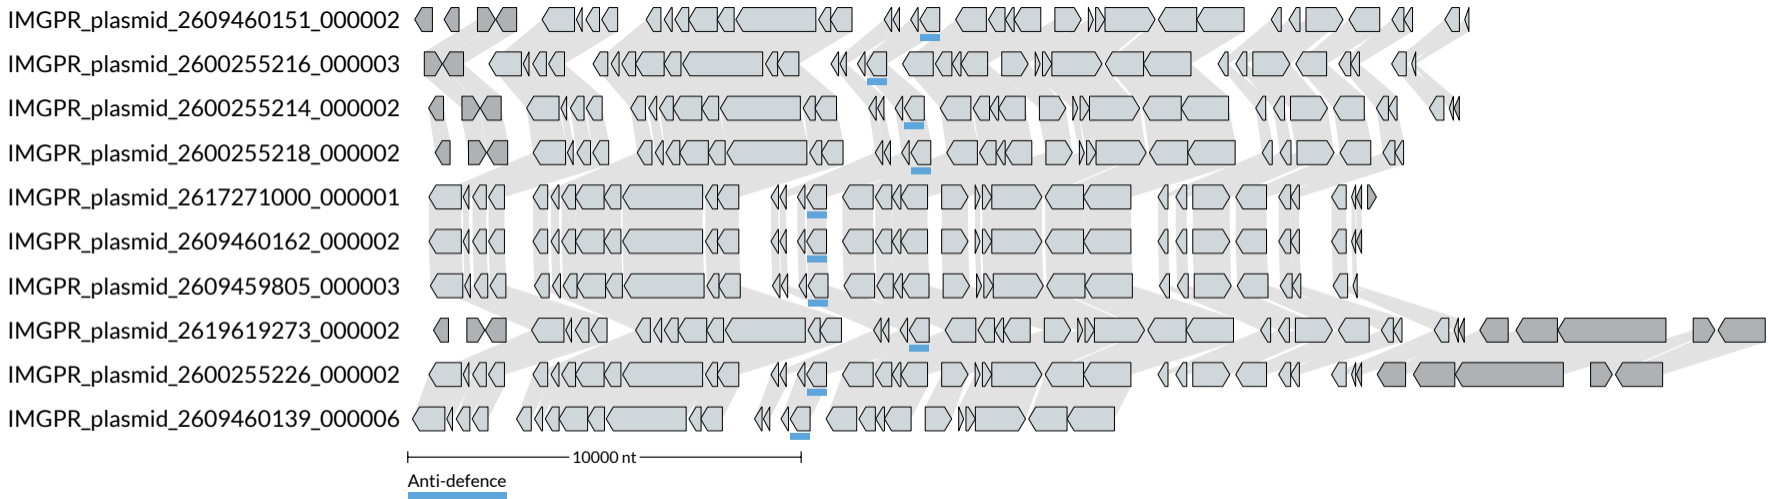 IMGPR_plasmid_2609460151_000002
IMGPR_plasmid_2600255216_000003
IMGPR_plasmid_2600255214_000002
IMGPR_plasmid_2600255218_000002
IMGPR_plasmid_2617271000_000001
IMGPR_plasmid_2609460162_000002
IMGPR_plasmid_2609459805_000003
IMGPR_plasmid_2619619273_000002
IMGPR_plasmid_2600255226_000002
IMGPR_plasmid_2609460139_000006
10000 nt
Anti-defence